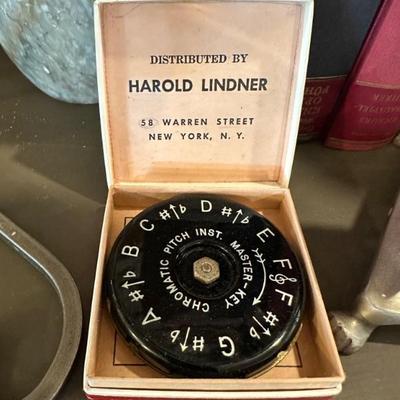 DISTRIBUTED BY
HAROLD LINDNER
58 WARREN STREET
NEW YORK, N. Y.
C #↑♭ D #↑♭ E F 𝄞 F #↑♭ G #↑♭ A #↑♭ B
CHROMATIC PITCH INST. MASTER-KEY